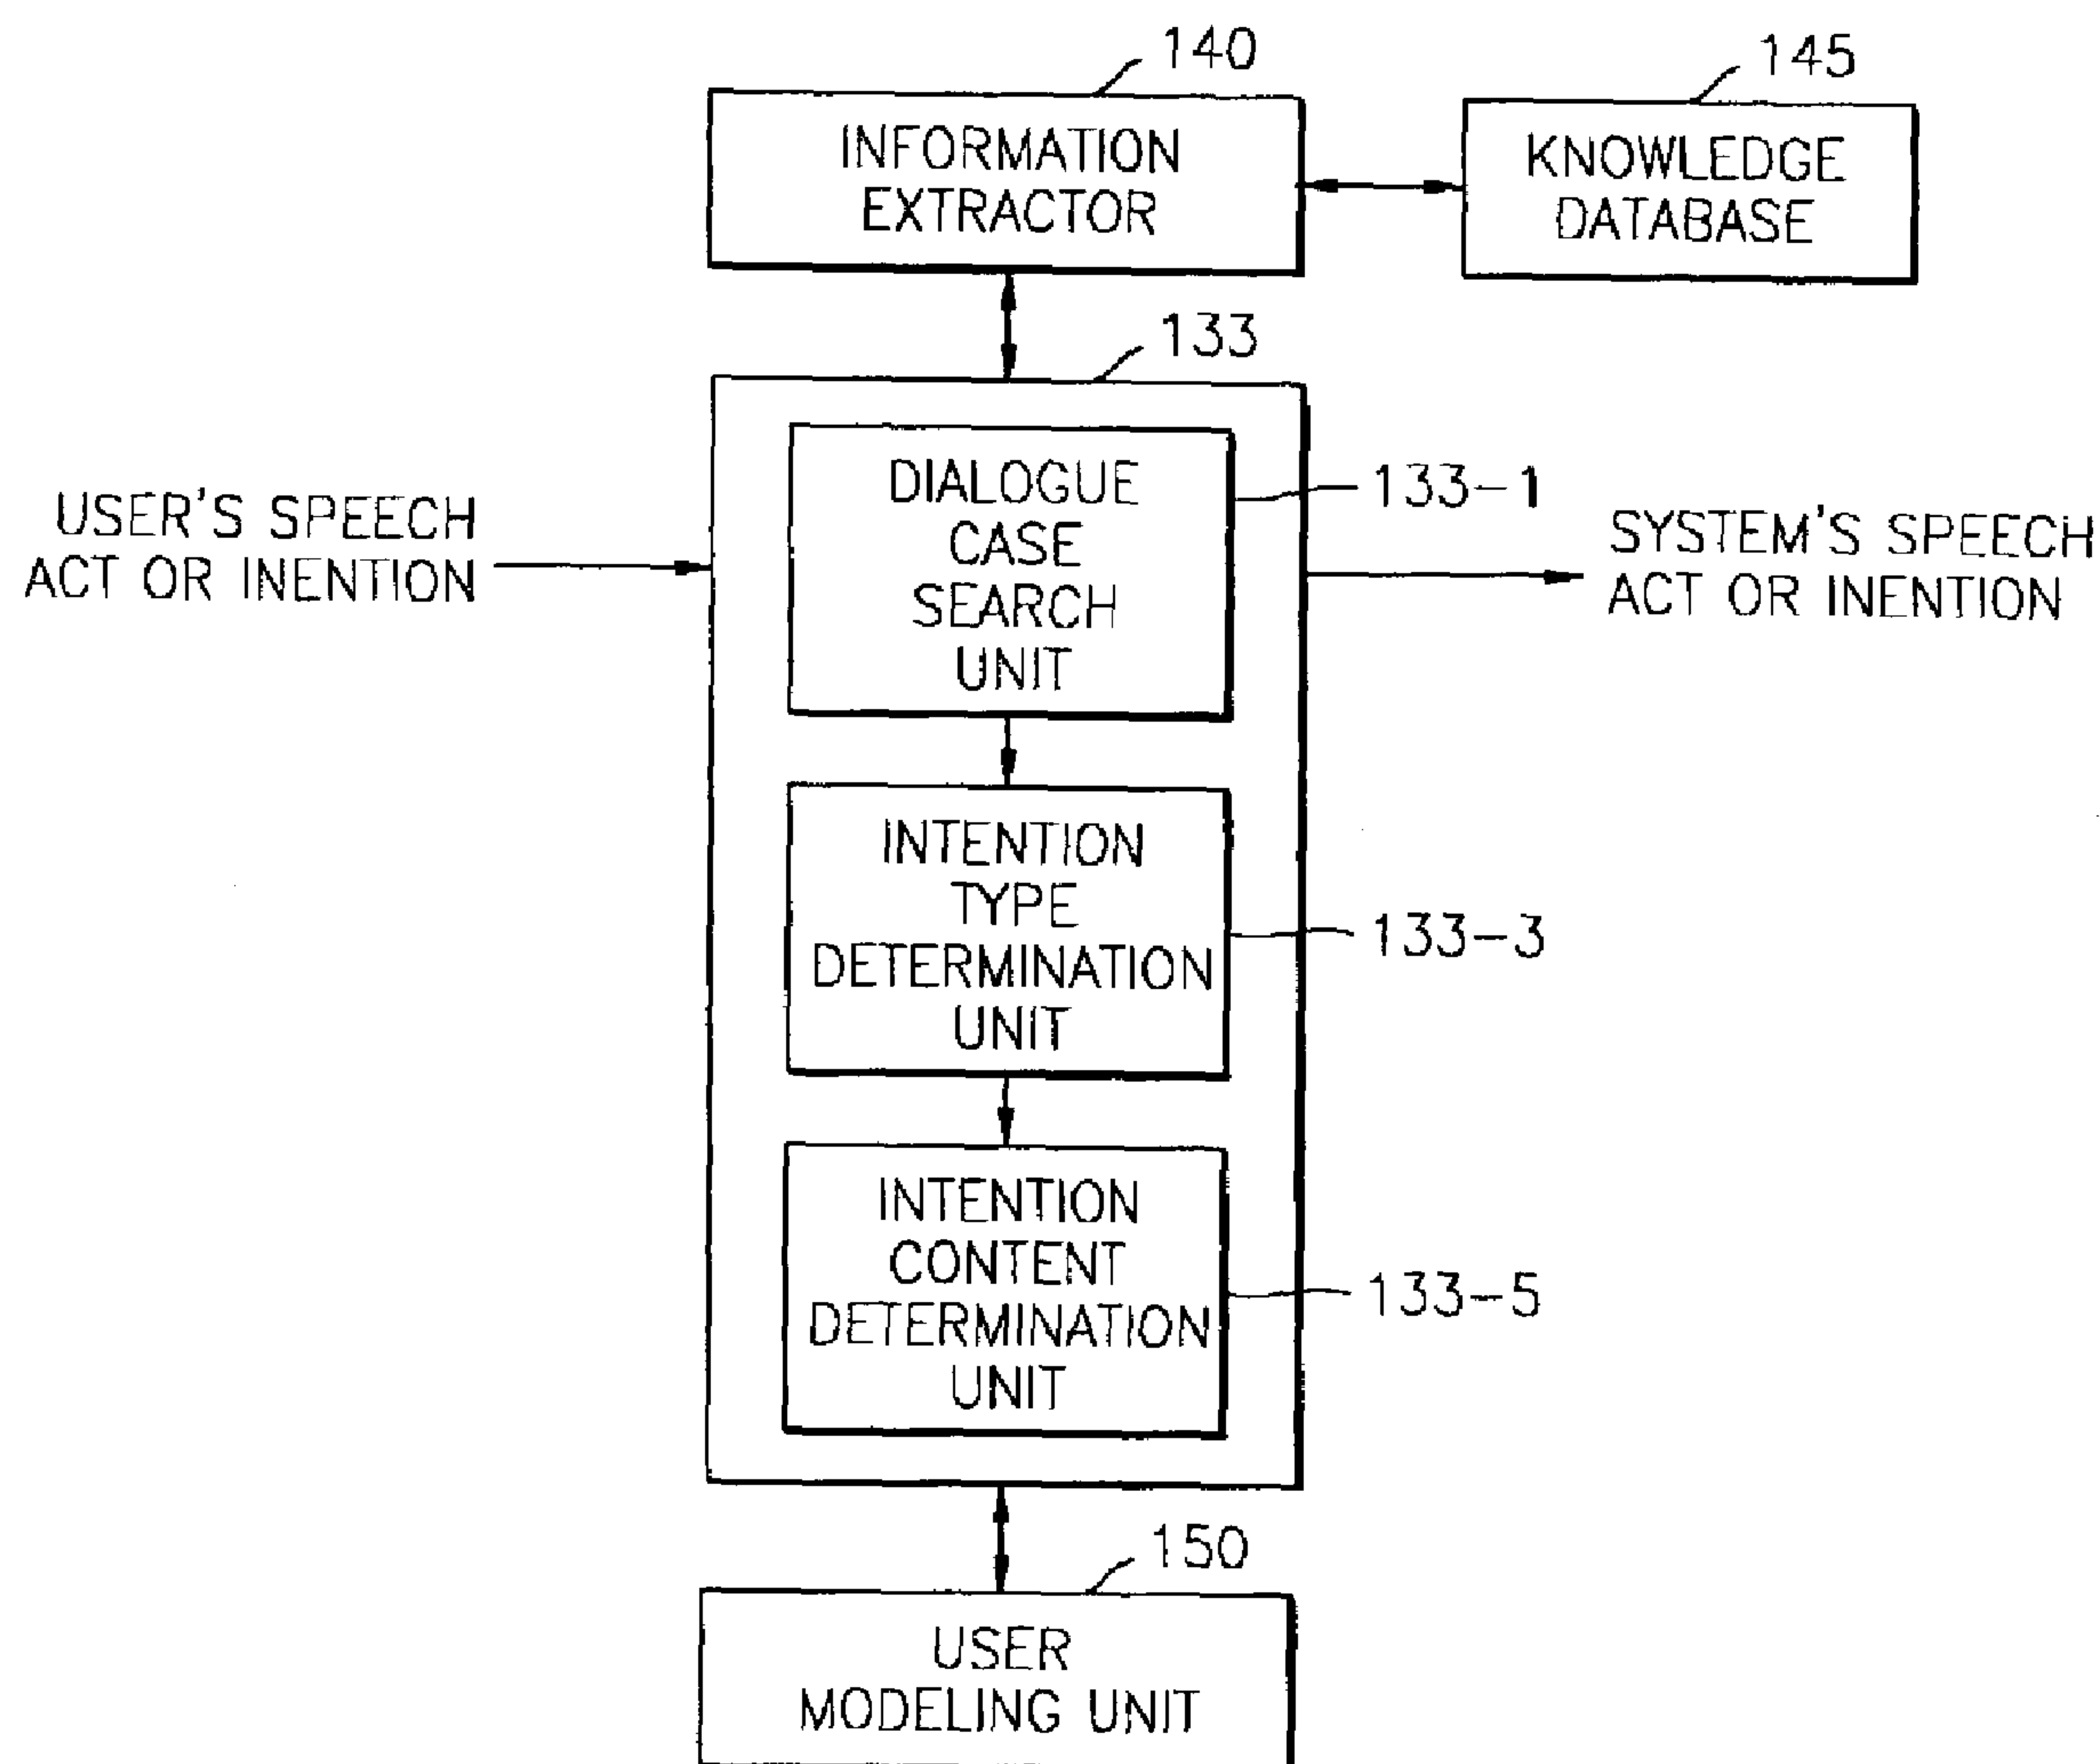 140
145
INFORMATION
EXTRACTOR
KNOWLEDGE
DATABASE
133
DIALOGUE
CASE
SEARCH
UNIT
133-1
USER'S SPEECH
ACT OR INENTION
SYSTEM'S SPEECH
ACT OR INENTION
INTENTION
TYPE
DETERMINATION
UNIT
133-3
INTENTION
CONTENT
DETERMINATION
UNIT
133-5
150
USER
MODELING UNIT